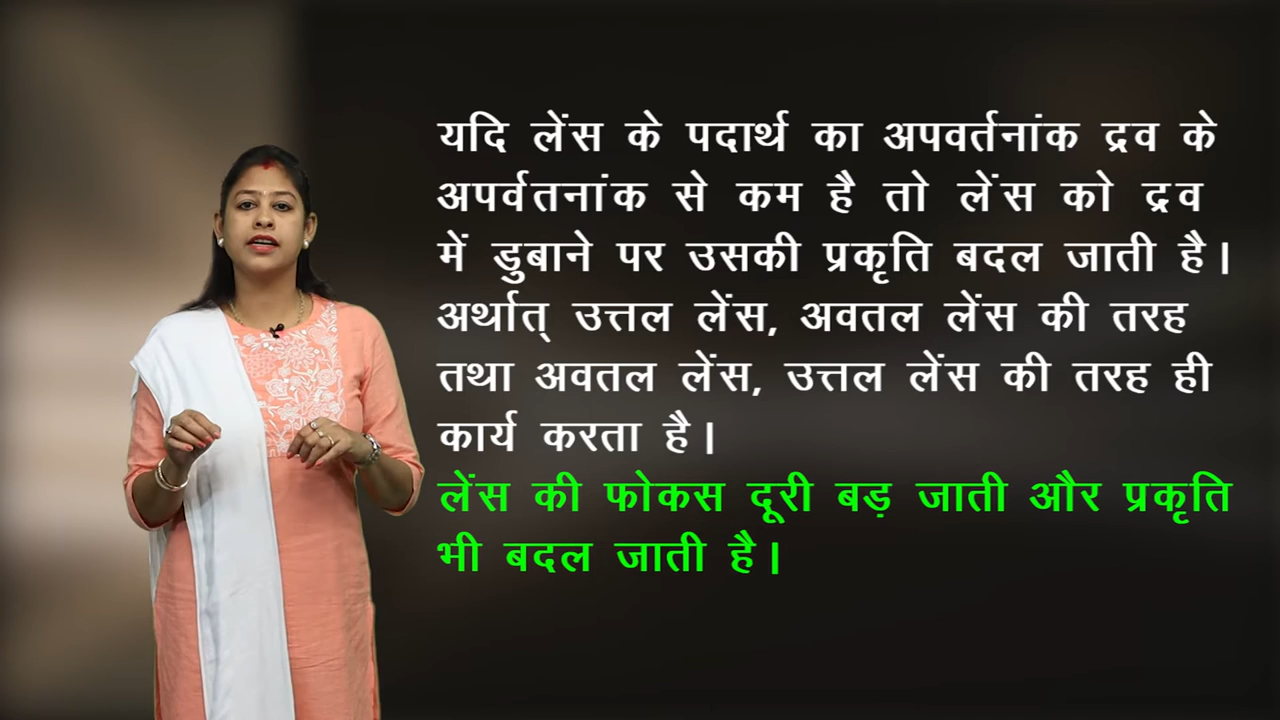 यदि लेंस के पदार्थ का अपवर्तनांक द्रव के
अपर्वतनांक से कम है तो लेंस को द्रव
में डुबाने पर उसकी प्रकृति बदल जाती है।
अर्थात् उत्तल लेंस, अवतल लेंस की तरह
तथा अवतल लेंस, उत्तल लेंस की तरह ही
कार्य करता है।
लेंस की फोकस दूरी बड़ जाती और प्रकृति
भी बदल जाती है।